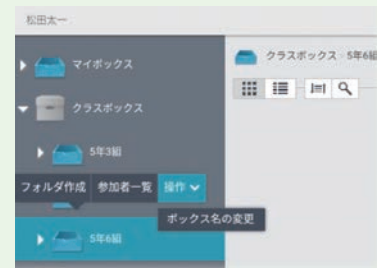 松田太一
マイボックス
クラスボックス
5年3組
フォルダ作成 参加者一覧 操作
ボックス名の変更
5年6組
クラスボックス 5年6組